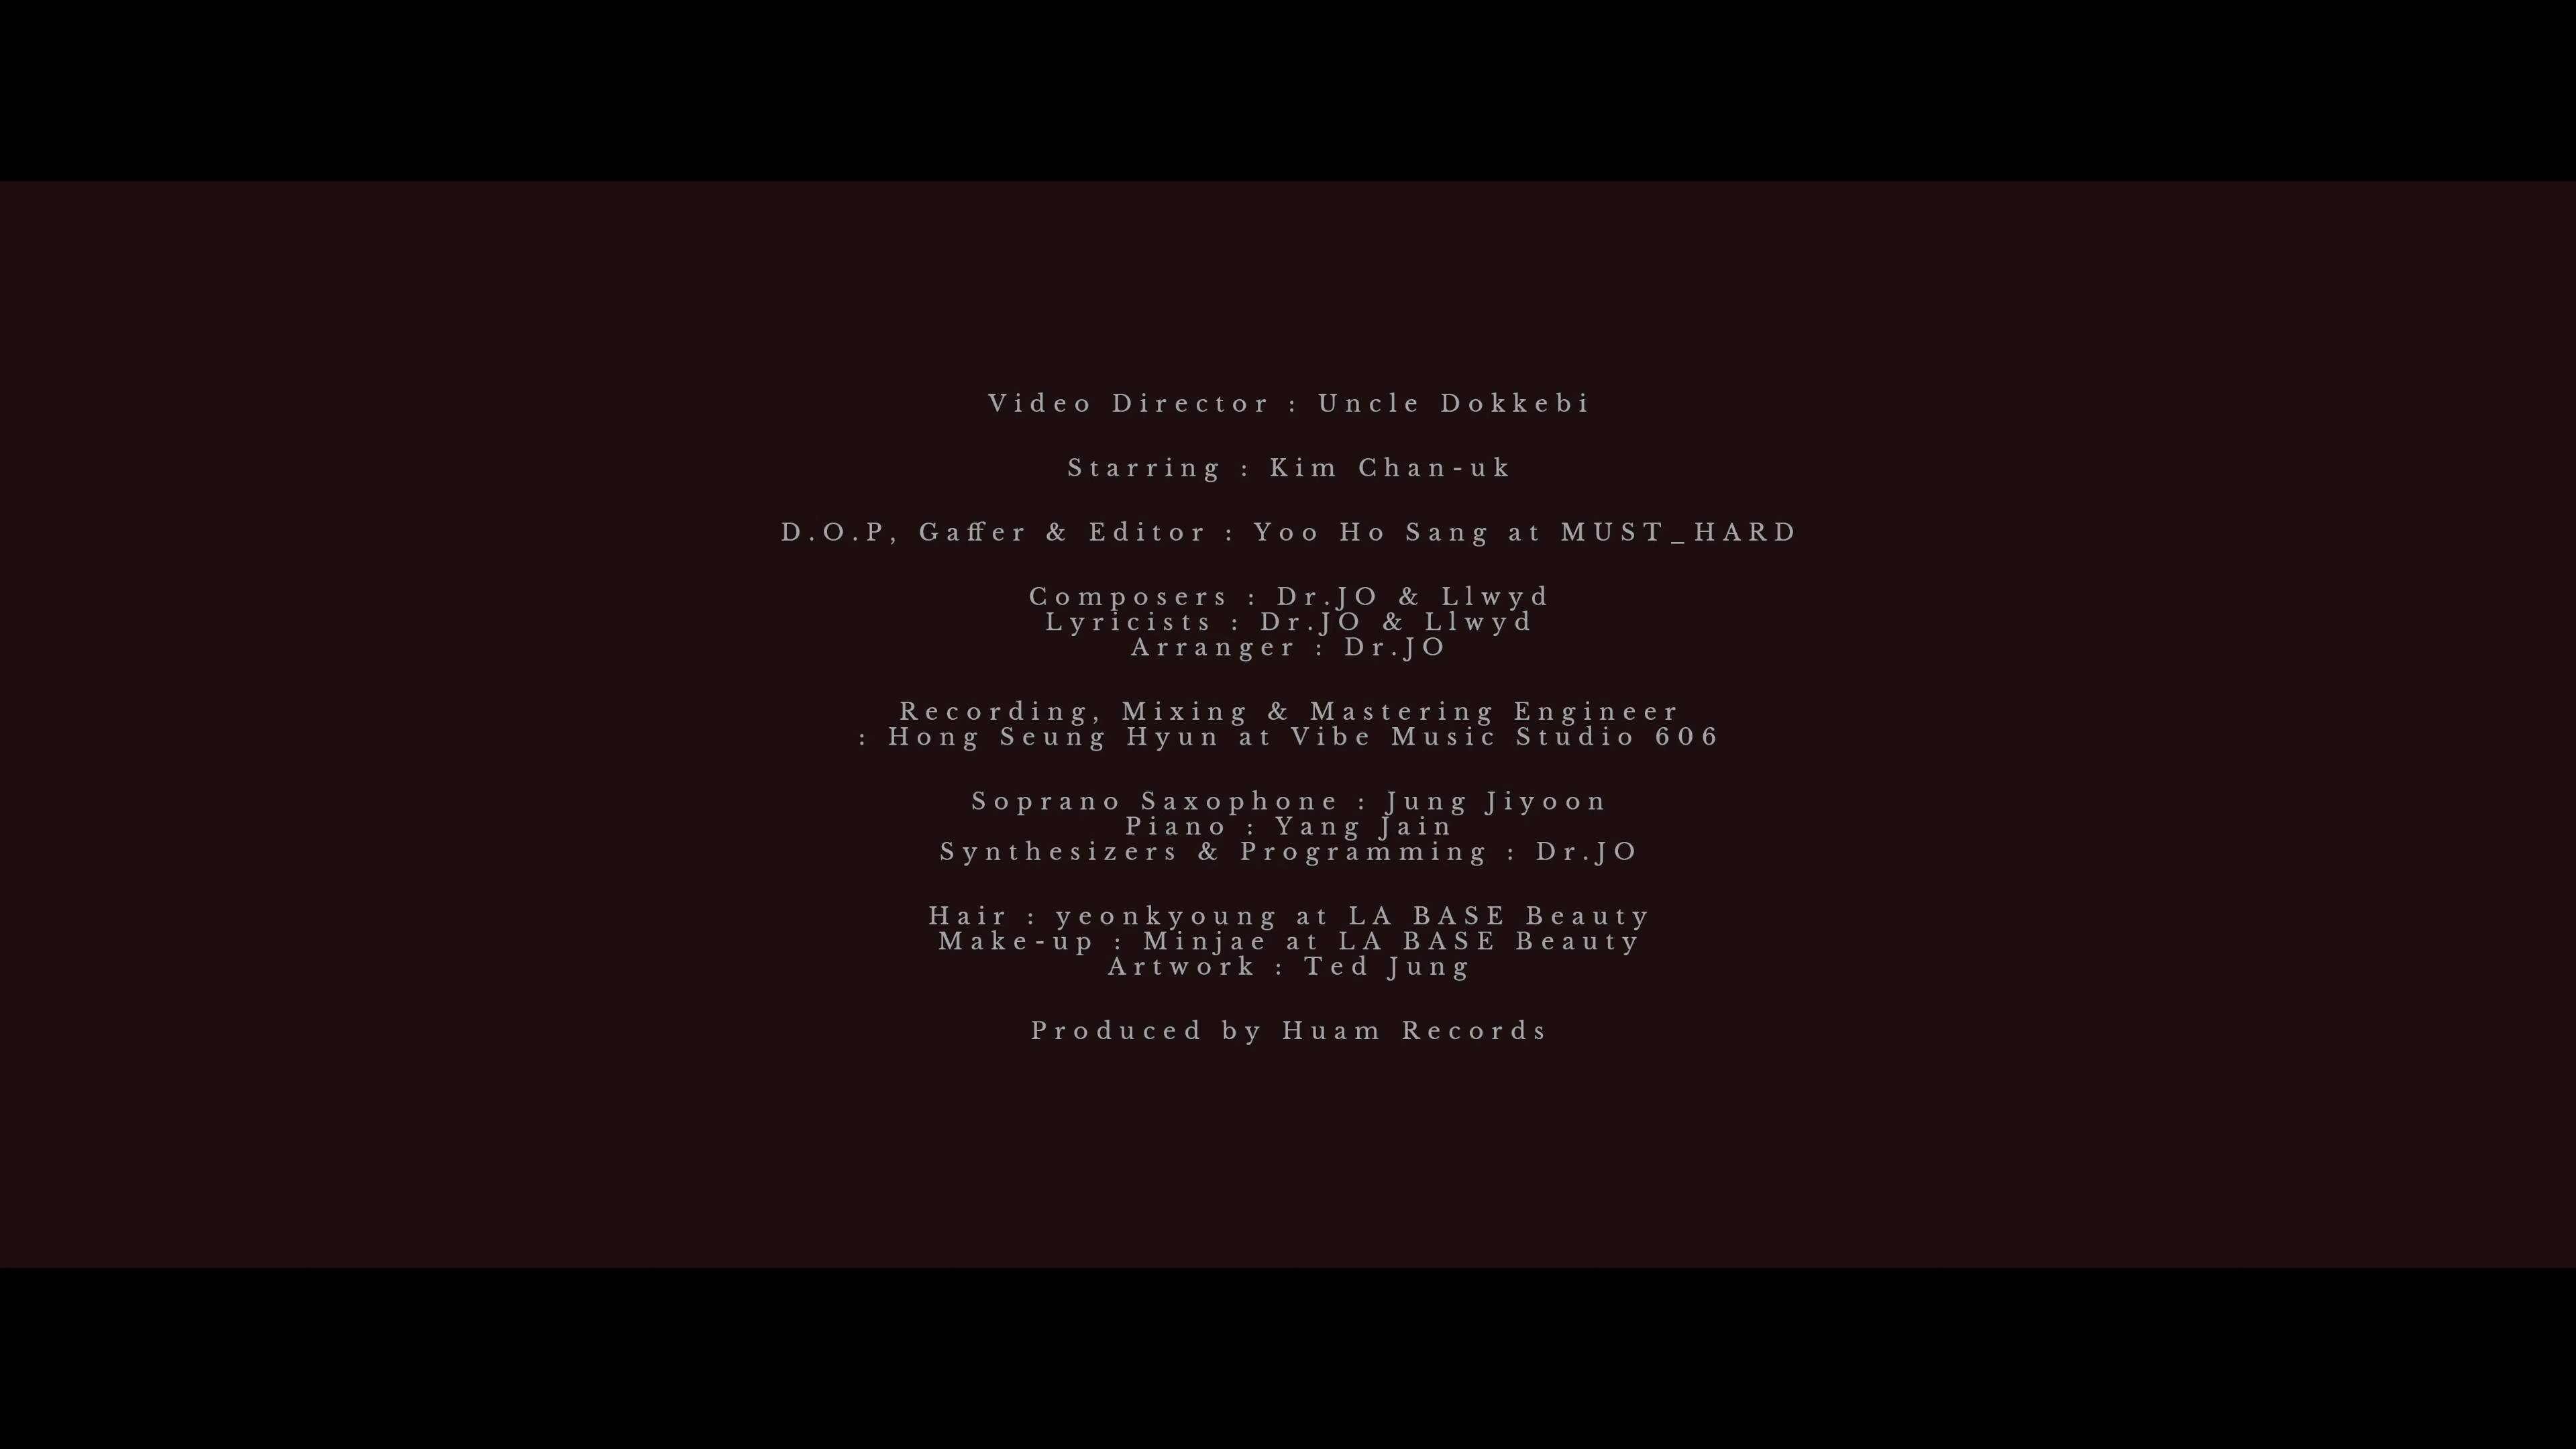 Video Director : Uncle Dokkebi
Starring : Kim Chan-uk
D.O.P, Gaffer & Editor : Yoo Ho Sang at MUST_HARD
Composers : Dr.JO & Llwyd
Lyricists : Dr.JO & Llwyd
Arranger : Dr.JO
Recording, Mixing & Mastering Engineer
: Hong Seung Hyun at Vibe Music Studio 606
Soprano Saxophone : Jung Jiyoon
Piano : Yang Jain
Synthesizers & Programming : Dr.JO
Hair : yeonkyoung at LA BASE Beauty
Make-up : Minjae at LA BASE Beauty
Artwork : Ted Jung
Produced by Huam Records